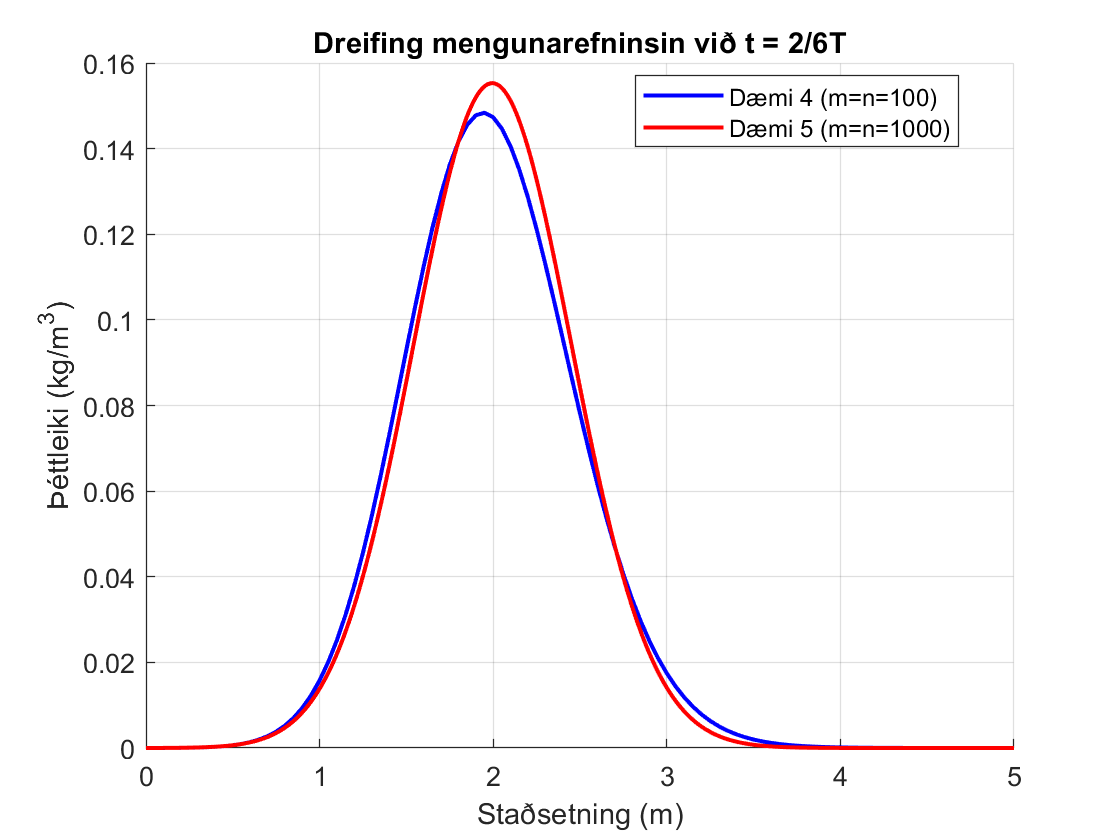 Dreifing mengunarefninsin við t = 2/6T
Dæmi 4 (m=n=100)
Dæmi 5 (m=n=1000)
Þéttleiki (kg/m³)
0.16
0.14
0.12
0.1
0.08
0.06
0.04
0.02
0
0 1 2 3 4 5
Staðsetning (m)